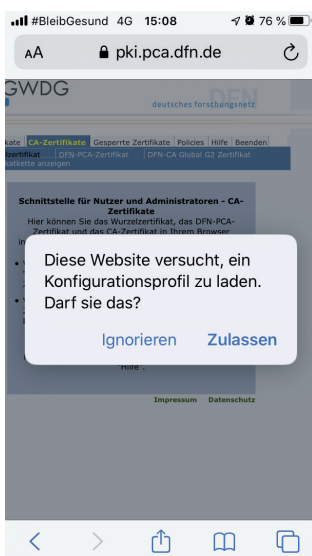 #BleibGesund 4G 15:08 76 %
AA pki.pca.dfn.de
GWDG
DFN
deutsches forschungsnetz
kate CA-Zertifikate Gesperrte Zertifikate Policies Hilfe Beenden
lzertifikat DFN-PCA-Zertifikat DFN-CA Global G2 Zertifikat
katkette anzeigen
Schnittstelle für Nutzer und Administratoren - CA-
Zertifikate
Hier können Sie das Wurzelzertifikat, das DFN-PCA-
Zertifikat und das CA-Zertifikat in Ihrem Browser
Diese Website versucht, ein
Konfigurationsprofil zu laden.
Darf sie das?
Ignorieren Zulassen
"Hilfe".
Impressum Datenschutz